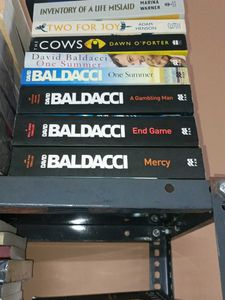 INVENTORY OF A LIFE MISLAID MARINA WARNER
TWO FOR JOY ADAM HENSON
THE COWS DAWN O'PORTER
David Baldacci
One Summer
DAVID BALDACCI One Summer
DAVID BALDACCI A Gambling Man
DAVID BALDACCI End Game
DAVID BALDACCI Mercy